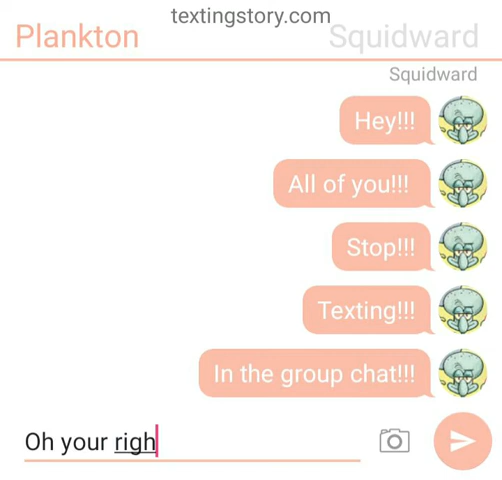 textingstory.com
Plankton Squidward
Squidward
Hey!!!
All of you!!!
Stop!!!
Texting!!!
In the group chat!!!
Oh your righ